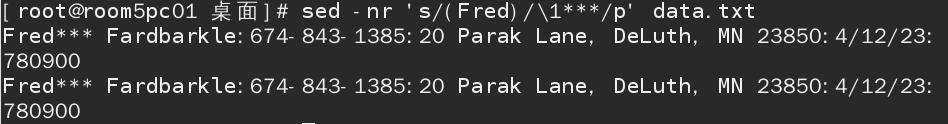 [root@room5pc01 桌面]# sed -nr 's/(Fred)/\1***/p' data.txt
Fred*** Fardbarkle:674-843-1385:20 Parak Lane, DeLuth, MN 23850:4/12/23:
780900
Fred*** Fardbarkle:674-843-1385:20 Parak Lane, DeLuth, MN 23850:4/12/23:
780900